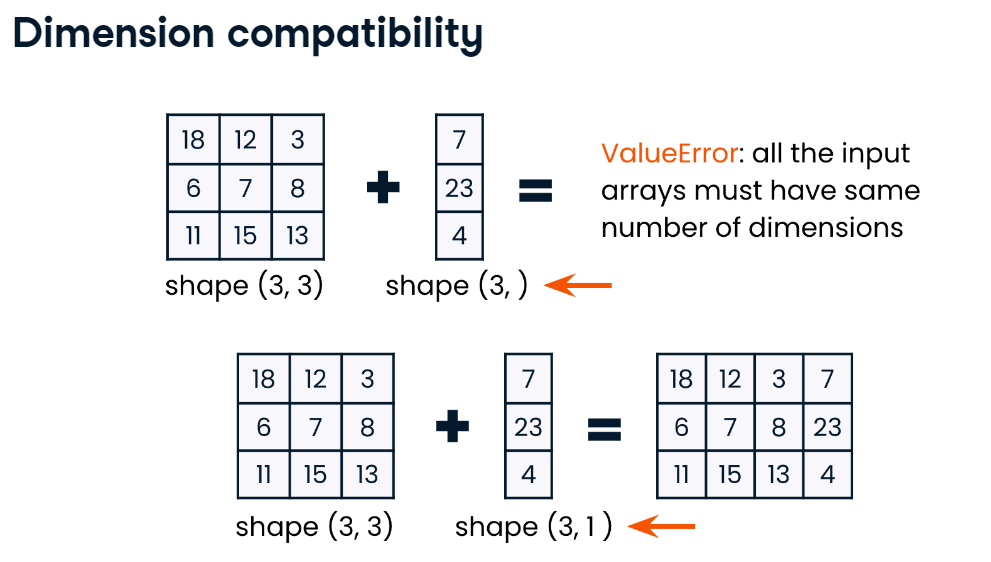 Dimension compatibility
18 12 3
6 7 8
11 15 13
+
7
23
4
=
ValueError: all the input
arrays must have same
number of dimensions
shape (3, 3)
shape (3, )
18 12 3
6 7 8
11 15 13
+
7
23
4
=
18 12 3 7
6 7 8 23
11 15 13 4
shape (3, 3)
shape (3, 1 )